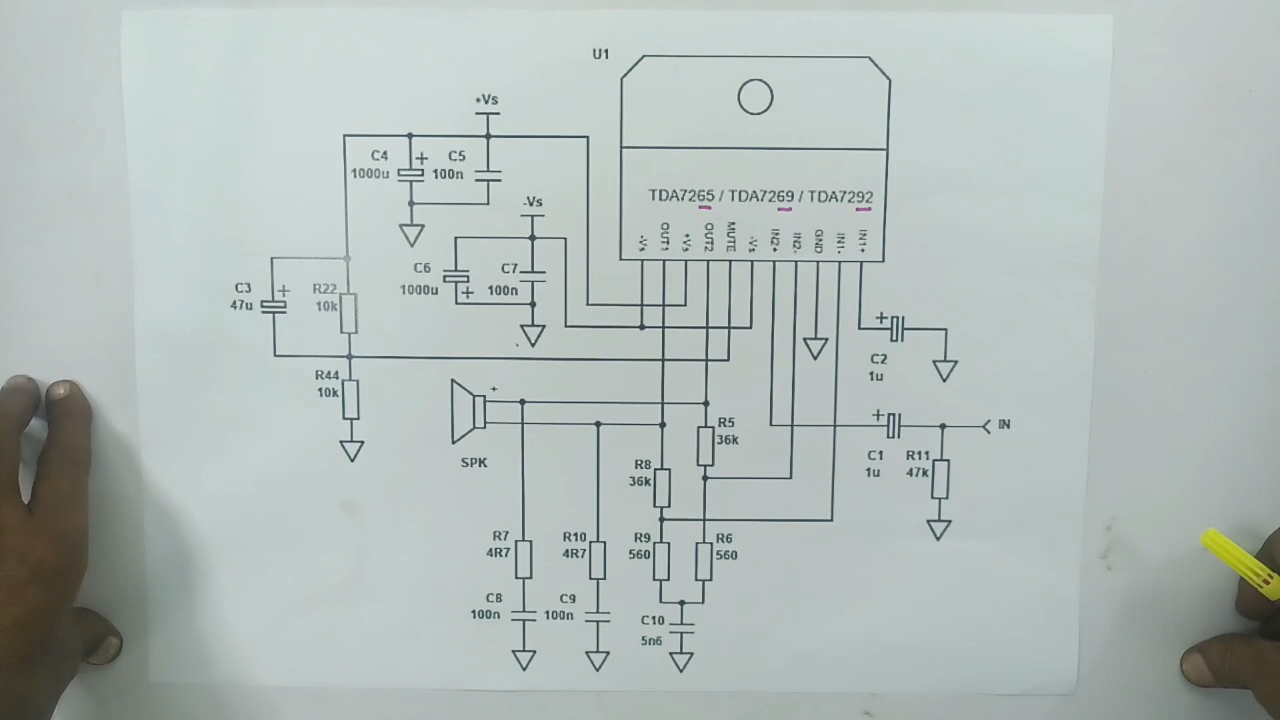 U1
+Vs
C4
1000u
+
C5
100n
TDA7265 / TDA7269 / TDA7292
-Vs
OUT1
+Vs
OUT2
MUTE
-Vs
IN2+
IN2-
GND
IN1-
IN1+
-Vs
C6
1000u
+
C7
100n
C3
47u
+
R22
10k
R44
10k
+
C2
1u
+
SPK
R5
36k
+
C1
1u
R11
47k
IN
R8
36k
R7
4R7
R10
4R7
R9
560
R6
560
C8
100n
C9
100n
C10
5n6